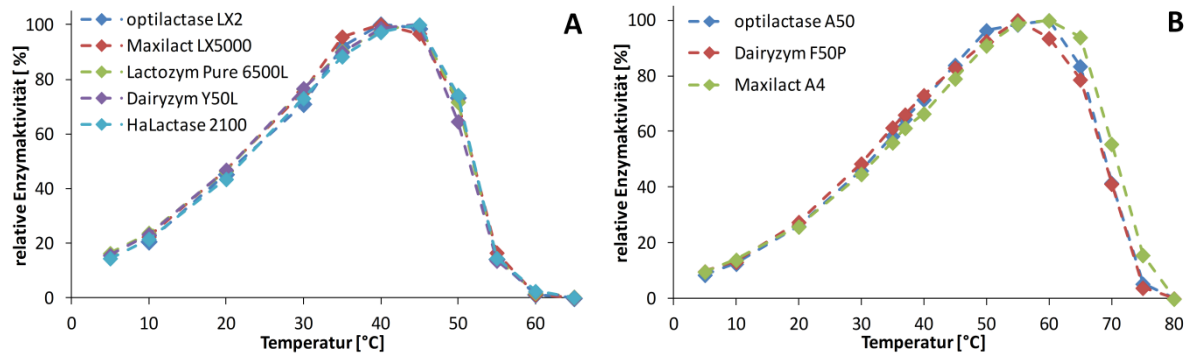 A
optilactase LX2
Maxilact LX5000
Lactozym Pure 6500L
Dairyzym Y50L
HaLactase 2100
relative Enzymaktivität [ %]
100
80
60
40
20
0
0 10 20 30 40 50 60
Temperatur [°C]
B
optilactase A50
Dairyzym F50P
Maxilact A4
relative Enzymaktivität [%]
100
80
60
40
20
0
0 10 20 30 40 50 60 70 80
Temperatur [°C]